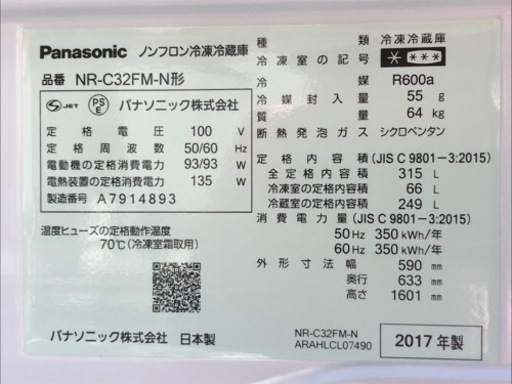 Panasonic ノンフロン冷凍冷蔵庫
品番 NR-C32FM-N形
S JET PSE パナソニック株式会社
定格電圧 100 V
定格周波数 50/60 Hz
電動機の定格消費電力 93/93 W
電熱装置の定格消費電力 135 W
製造番号 A7914893
温度ヒューズの定格動作温度
70℃(冷凍室霜取用)
パナソニック株式会社 日本製
種類 冷凍冷蔵庫
冷凍室の記号 * ***
冷媒 R600a
冷媒封入量 55 g
質量 64 kg
断熱発泡ガス シクロペンタン
定格内容積 (JIS C 9801-3:2015)
全定格内容積 315 L
冷凍室の定格内容積 66 L
冷蔵室の定格内容積 249 L
消費電力量 (JIS C 9801-3:2015)
50Hz 350 kWh/年
60Hz 350 kWh/年
外形寸法 幅 590 mm
奥行 633 mm
高さ 1601 mm
NR-C32FM-N
ARAHLCL07490
2017年製